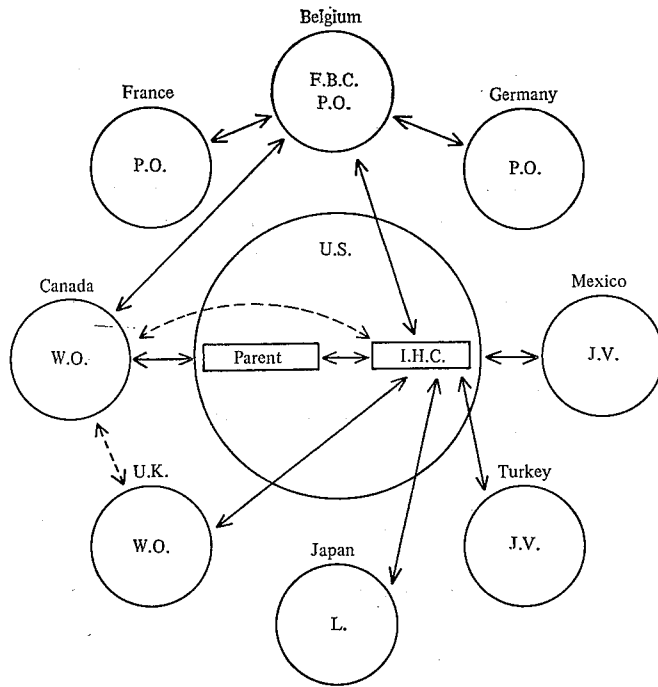 Belgium
F.B.C.
P.O.
France
P.O.
Germany
P.O.
U.S.
Canada
W.O.
Mexico
J.V.
Parent
I.H.C.
U.K.
W.O.
Turkey
J.V.
Japan
L.